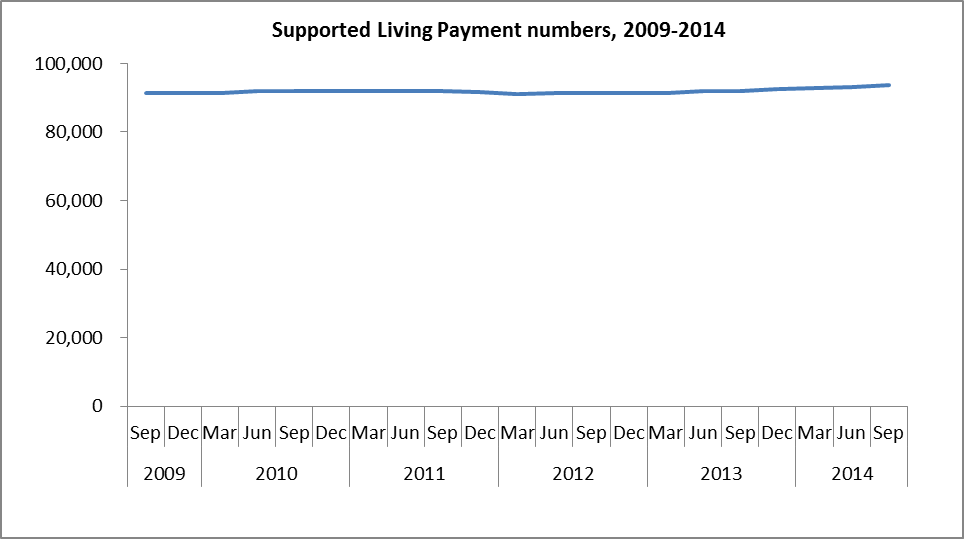 Supported Living Payment numbers, 2009-2014
100,000
80,000
60,000
40,000
20,000
0
Sep Dec Mar Jun Sep Dec Mar Jun Sep Dec Mar Jun Sep Dec Mar Jun Sep Dec Mar Jun Sep
2009 2010 2011 2012 2013 2014